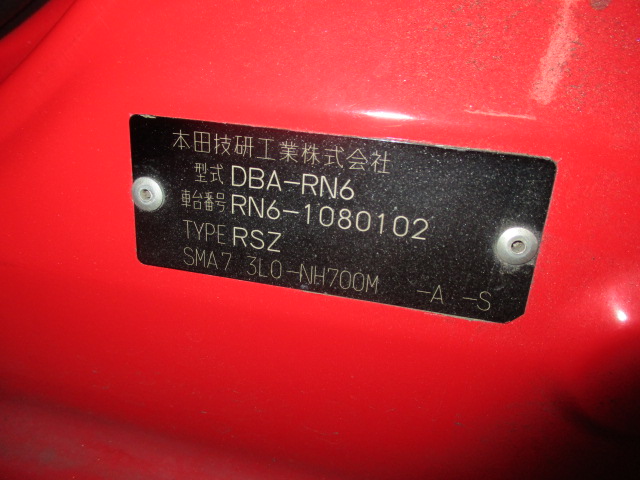 本田技研工業株式会社
型式 DBA-RN6
車台番号 RN6-1080102
TYPE RSZ
SMA7 3L0-NH700M -A -S